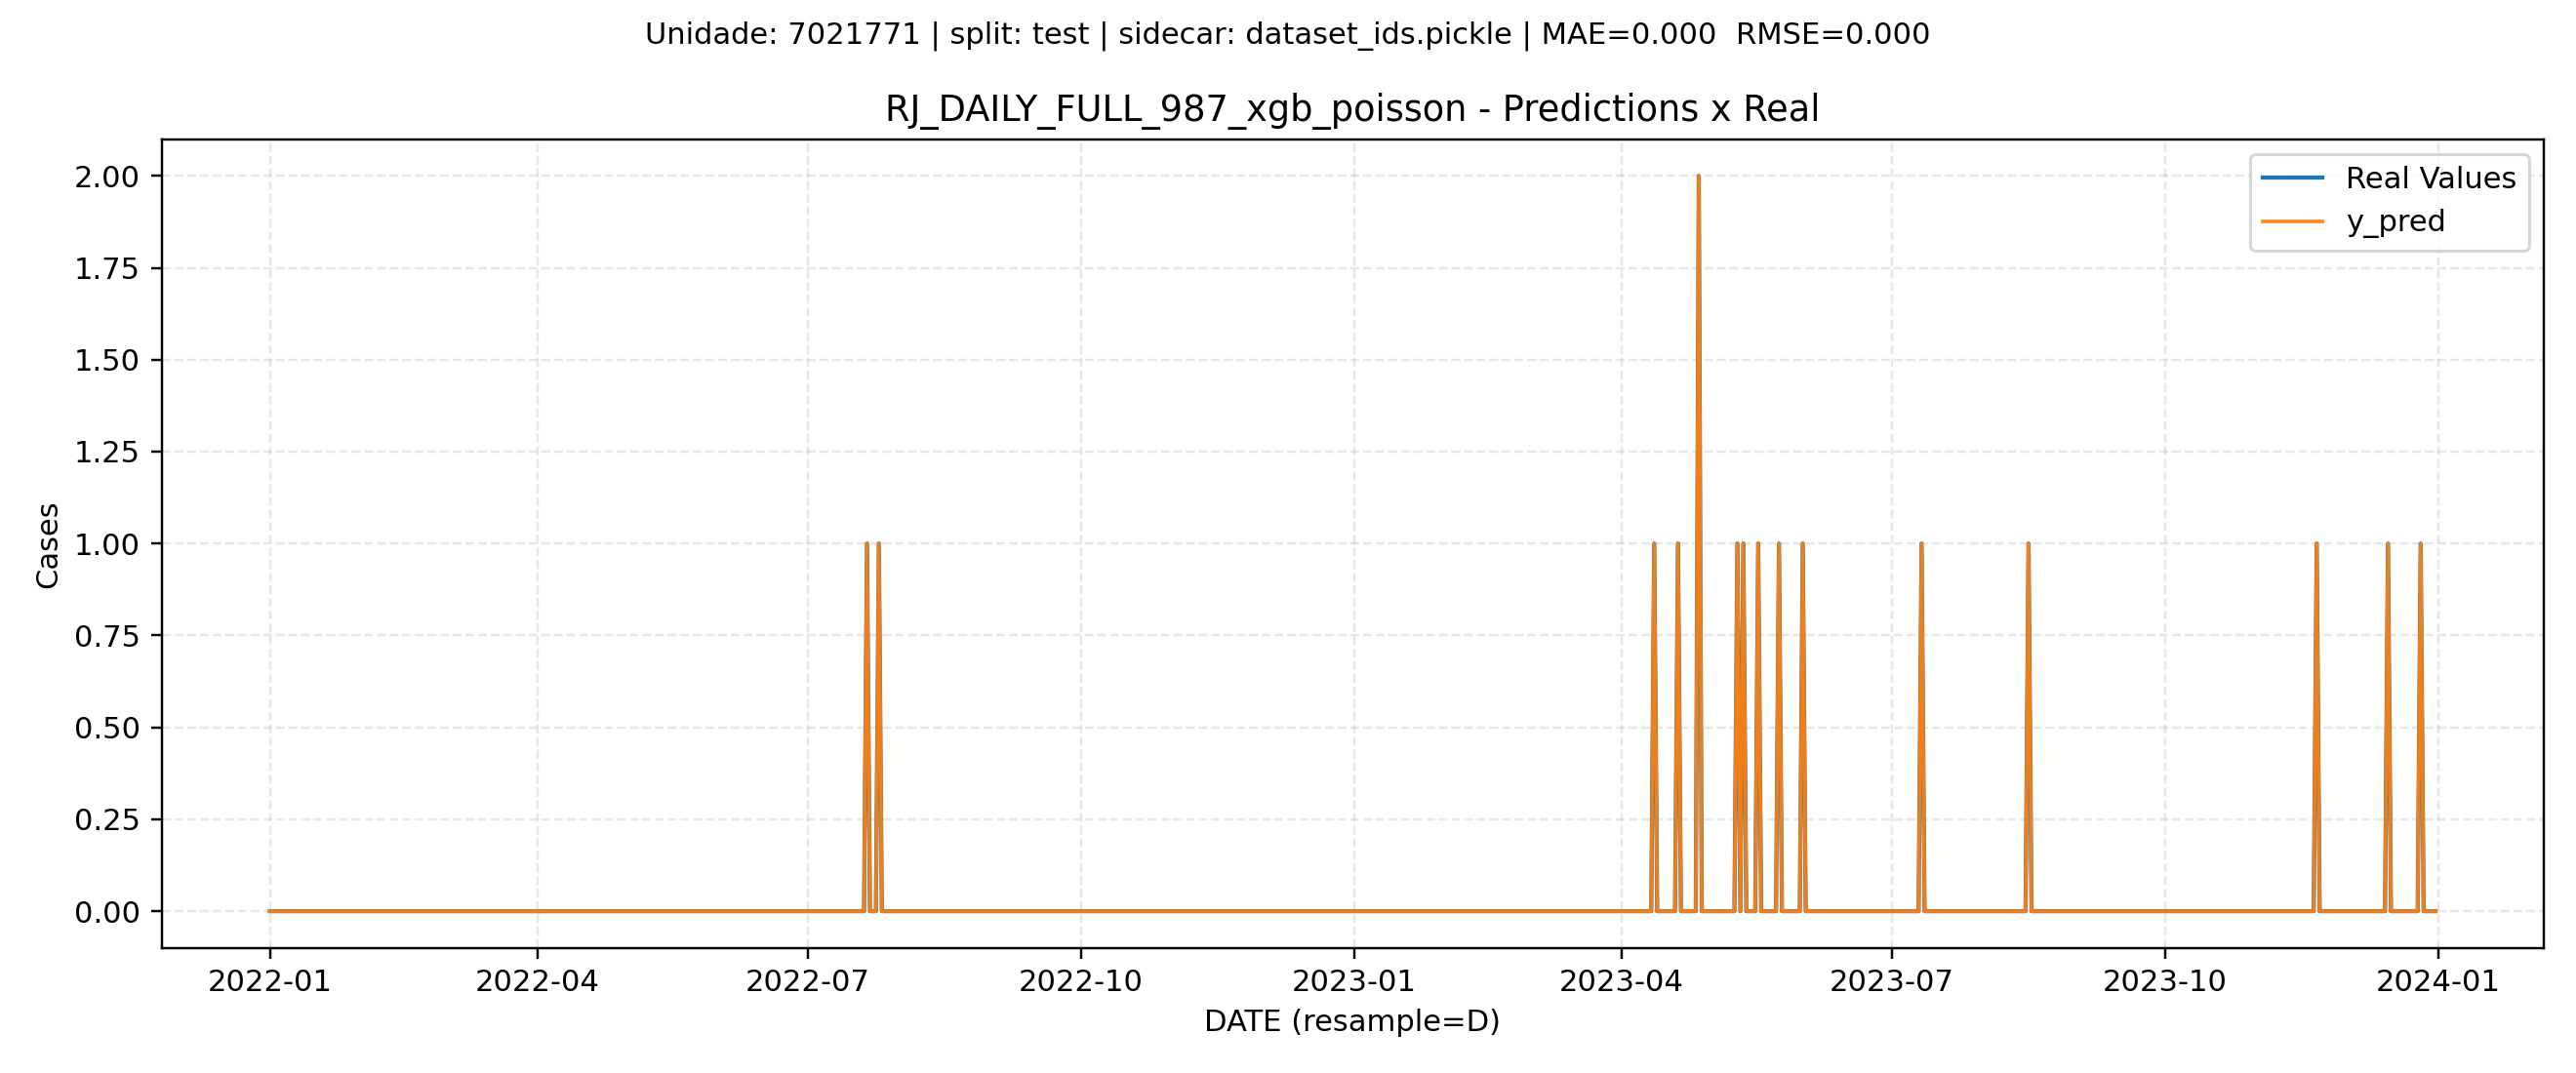 Unidade: 7021771 | split: test | sidecar: dataset_ids.pickle | MAE=0.000  RMSE=0.000
RJ_DAILY_FULL_987_xgb_poisson - Predictions x Real
Real Values
y_pred
Cases
2.00
1.75
1.50
1.25
1.00
0.75
0.50
0.25
0.00
2022-01 2022-04 2022-07 2022-10 2023-01 2023-04 2023-07 2023-10 2024-01
DATE (resample=D)